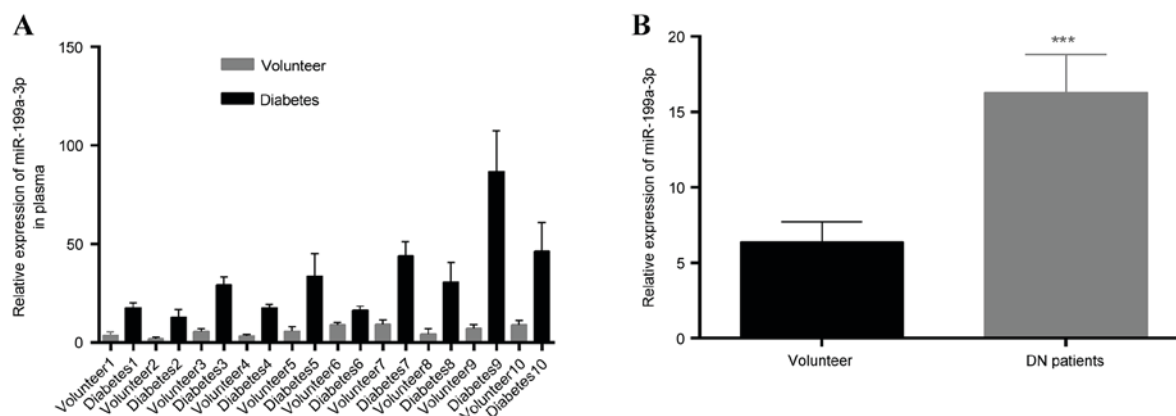 A
Relative expression of miR-199a-3p
in plasma
150
100
50
0
Volunteer
Diabetes
Volunteer1
Diabetes1
Volunteer2
Diabetes2
Volunteer3
Diabetes3
Volunteer4
Diabetes4
Volunteer5
Diabetes5
Volunteer6
Diabetes6
Volunteer7
Diabetes7
Volunteer8
Diabetes8
Volunteer9
Diabetes9
Volunteer10
Diabetes10
B
Relative expression of miR-199a-3p
20
15
10
5
0
***
Volunteer
DN patients